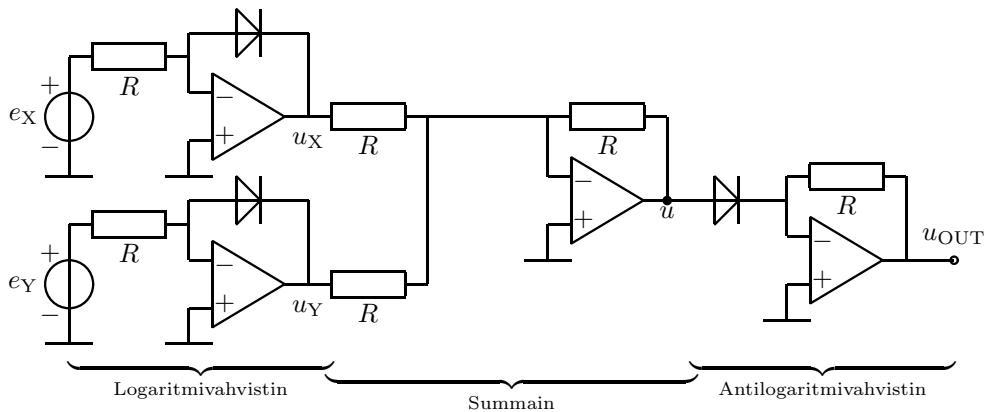 +
e_X
−
R
−
+
u_X
R
+
e_Y
−
R
−
+
u_Y
R
R
−
+
u
R
−
+
u_OUT
Logaritmivahvistin
Summain
Antilogaritmivahvistin